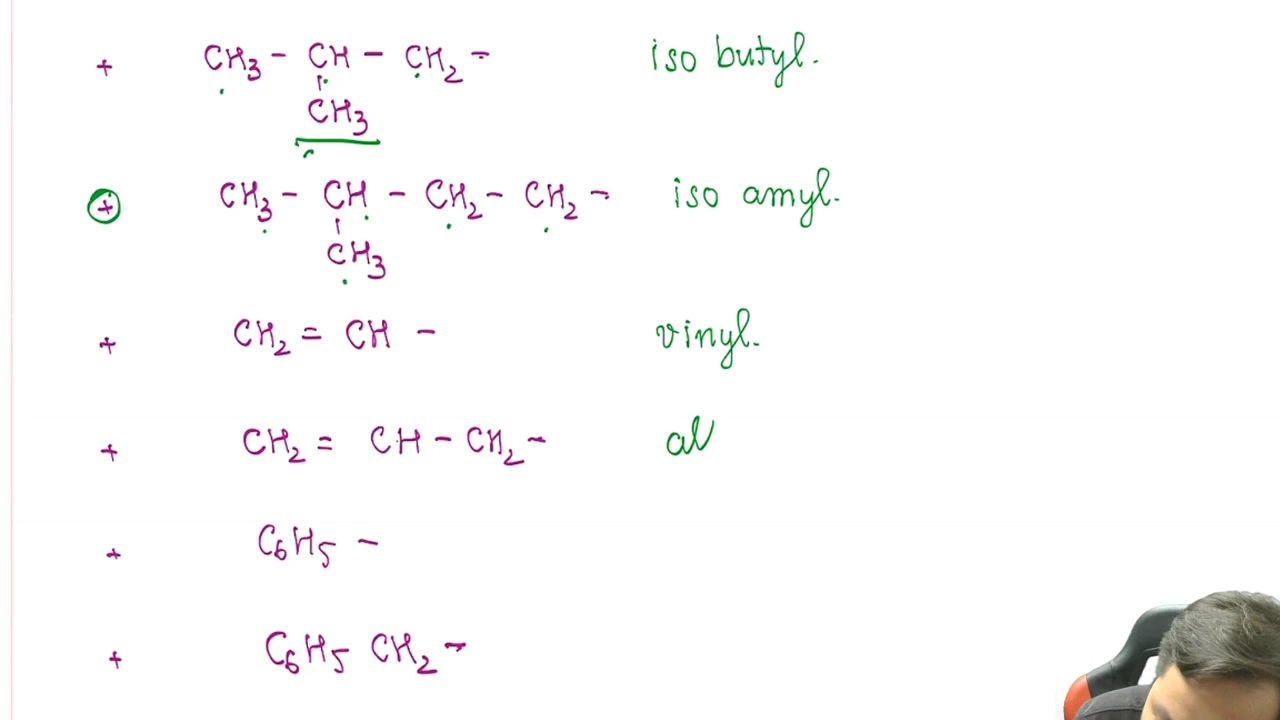 + CH3 - CH - CH2 - iso butyl.
CH3
+ CH3 - CH - CH2 - CH2 - iso amyl.
CH3
+ CH2 = CH - vinyl.
+ CH2 = CH - CH2 - al
+ C6H5 -
+ C6H5 CH2 -